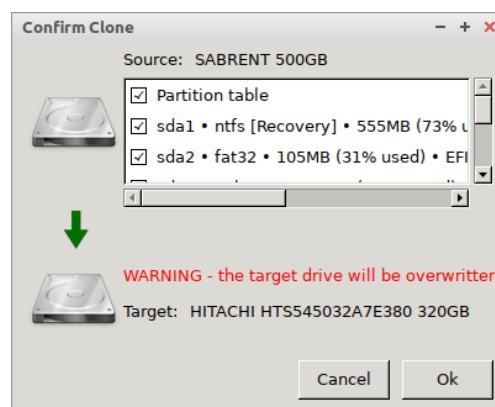 Confirm Clone
Source: SABRENT 500GB
Partition table
sda1 • ntfs [Recovery] • 555MB (73% u
sda2 • fat32 • 105MB (31% used) • EFI
WARNING - the target drive will be overwritten
Target: HITACHI HTS545032A7E380 320GB
Cancel Ok